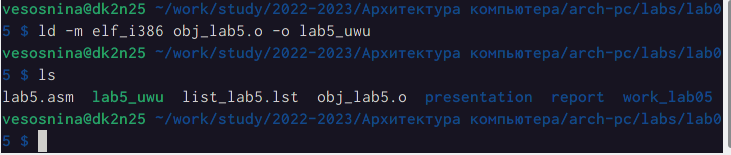 vesosnina@dk2n25 ~/work/study/2022-2023/Архитектура компьютера/arch-pc/labs/lab0
5 $ ld -m elf_i386 obj_lab5.o -o lab5_uwu
vesosnina@dk2n25 ~/work/study/2022-2023/Архитектура компьютера/arch-pc/labs/lab0
5 $ ls
lab5.asm lab5_uwu list_lab5.lst obj_lab5.o presentation report work_lab05
vesosnina@dk2n25 ~/work/study/2022-2023/Архитектура компьютера/arch-pc/labs/lab0
5 $